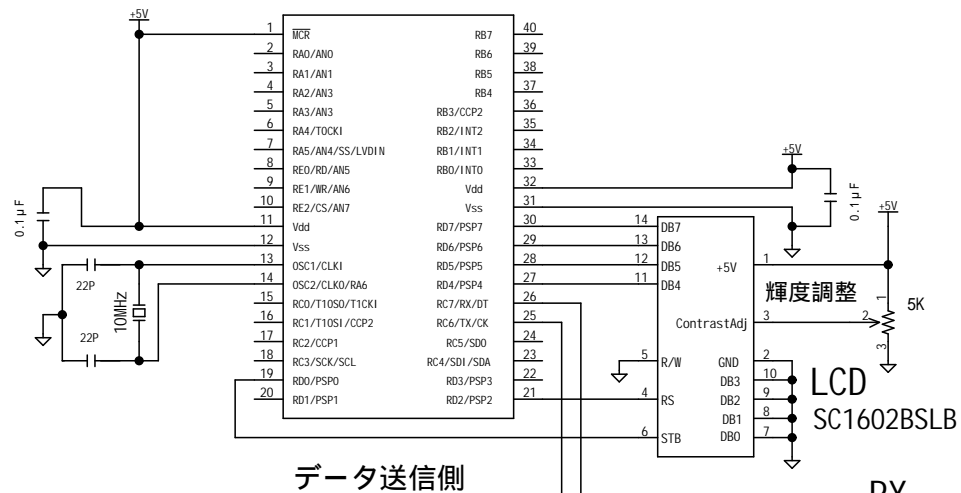 +5V
1 MCR RB7 40
2 RA0/AN0 RB6 39
3 RA1/AN1 RB5 38
4 RA2/AN3 RB4 37
5 RA3/AN3 RB3/CCP2 36
6 RA4/TOCKI RB2/INT2 35
7 RA5/AN4/SS/LVDIN RB1/INT1 34
8 RE0/RD/AN5 RB0/INT0 33
9 RE1/WR/AN6 Vdd 32
10 RE2/CS/AN7 Vss 31
11 Vdd RD7/PSP7 30
12 Vss RD6/PSP6 29
13 OSC1/CLKI RD5/PSP5 28
14 OSC2/CLKO/RA6 RD4/PSP4 27
15 RC0/T1OSO/T1CKI RC7/RX/DT 26
16 RC1/T1OSI/CCP2 RC6/TX/CK 25
17 RC2/CCP1 RC5/SDO 24
18 RC3/SCK/SCL RC4/SDI/SDA 23
19 RD0/PSP0 RD3/PSP3 22
20 RD1/PSP1 RD2/PSP2 21
0.1μF
22P
10MHz
22P
データ送信側
+5V
0.1μF
+5V
14 DB7
13 DB6
12 DB5 +5V 1
11 DB4
輝度調整
ContrastAdj 3
1
2
3
5K
5 R/W GND 2
DB3 10
4 RS DB2 9
DB1 8
6 STB DB0 7
LCD
SC1602BSLB